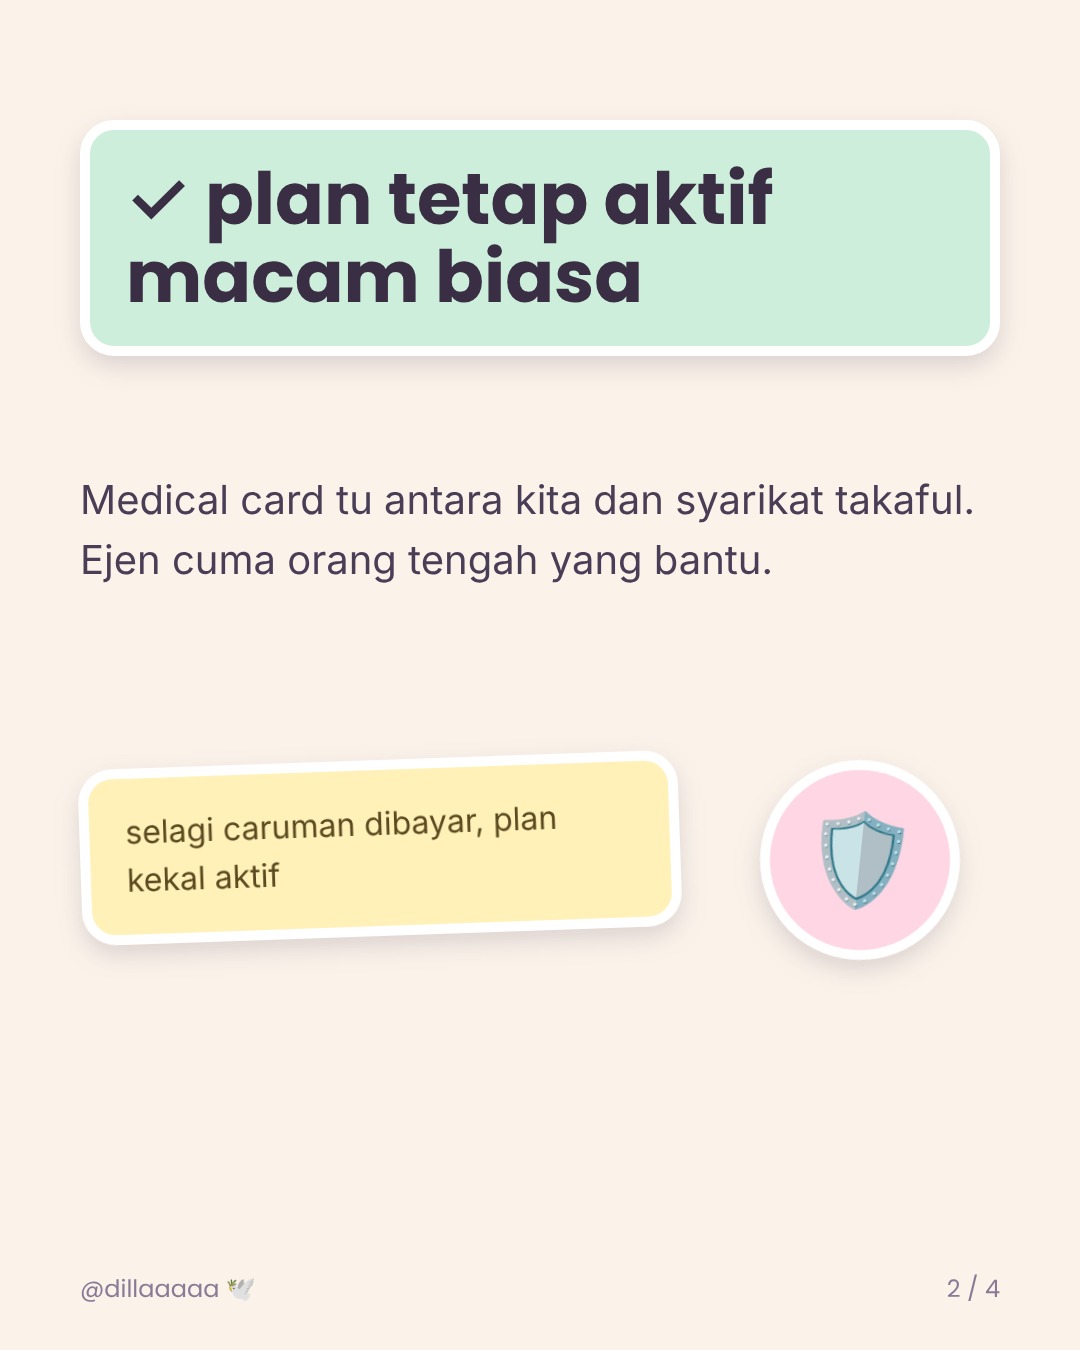 ✓ plan tetap aktif
macam biasa
Medical card tu antara kita dan syarikat takaful.
Ejen cuma orang tengah yang bantu.
selagi caruman dibayar, plan
kekal aktif
@dillaaaaa 🕊️
2 / 4